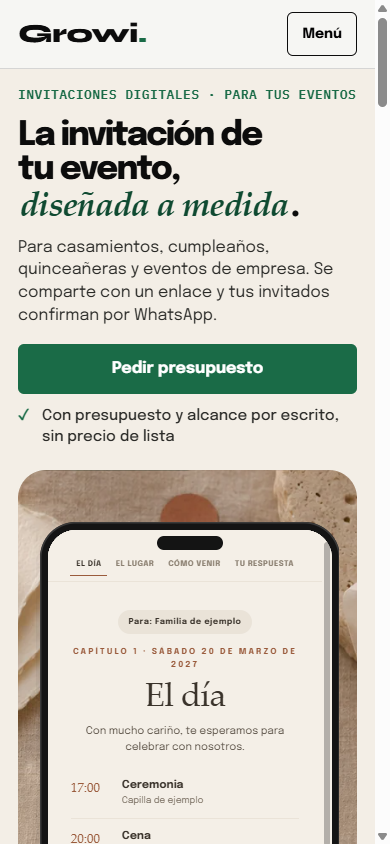 Growi.
Menú
INVITACIONES DIGITALES · PARA TUS EVENTOS
La invitación de
tu evento,
diseñada a medida.
Para casamientos, cumpleaños,
quinceañeras y eventos de empresa. Se
comparte con un enlace y tus invitados
confirman por WhatsApp.
Pedir presupuesto
✓ Con presupuesto y alcance por escrito,
sin precio de lista
EL DÍA EL LUGAR CÓMO VENIR TU RESPUESTA
Para: Familia de ejemplo
CAPÍTULO 1 · SÁBADO 20 DE MARZO DE
2027
El día
Con mucho cariño, te esperamos para
celebrar con nosotros.
17:00 Ceremonia
Capilla de ejemplo
20:00 Cena